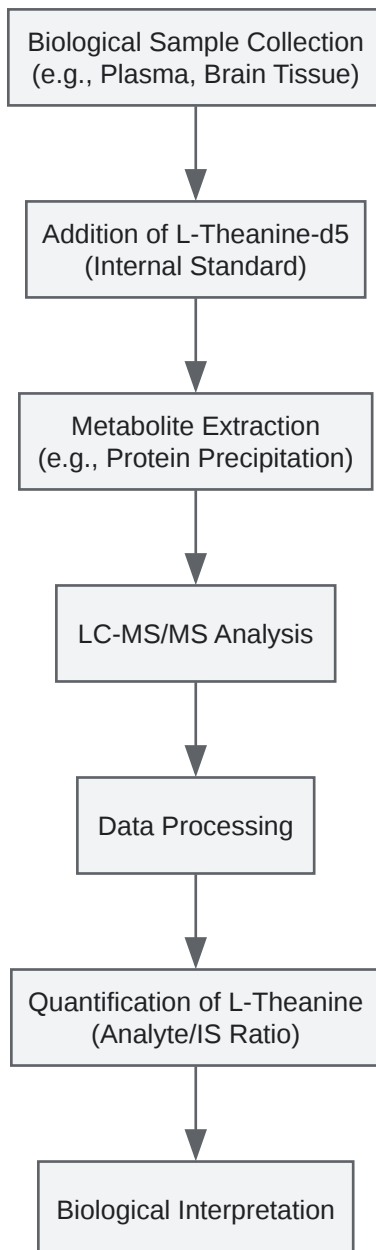 Biological Sample Collection
(e.g., Plasma, Brain Tissue)
Addition of L-Theanine-d5
(Internal Standard)
Metabolite Extraction
(e.g., Protein Precipitation)
LC-MS/MS Analysis
Data Processing
Quantification of L-Theanine
(Analyte/IS Ratio)
Biological Interpretation